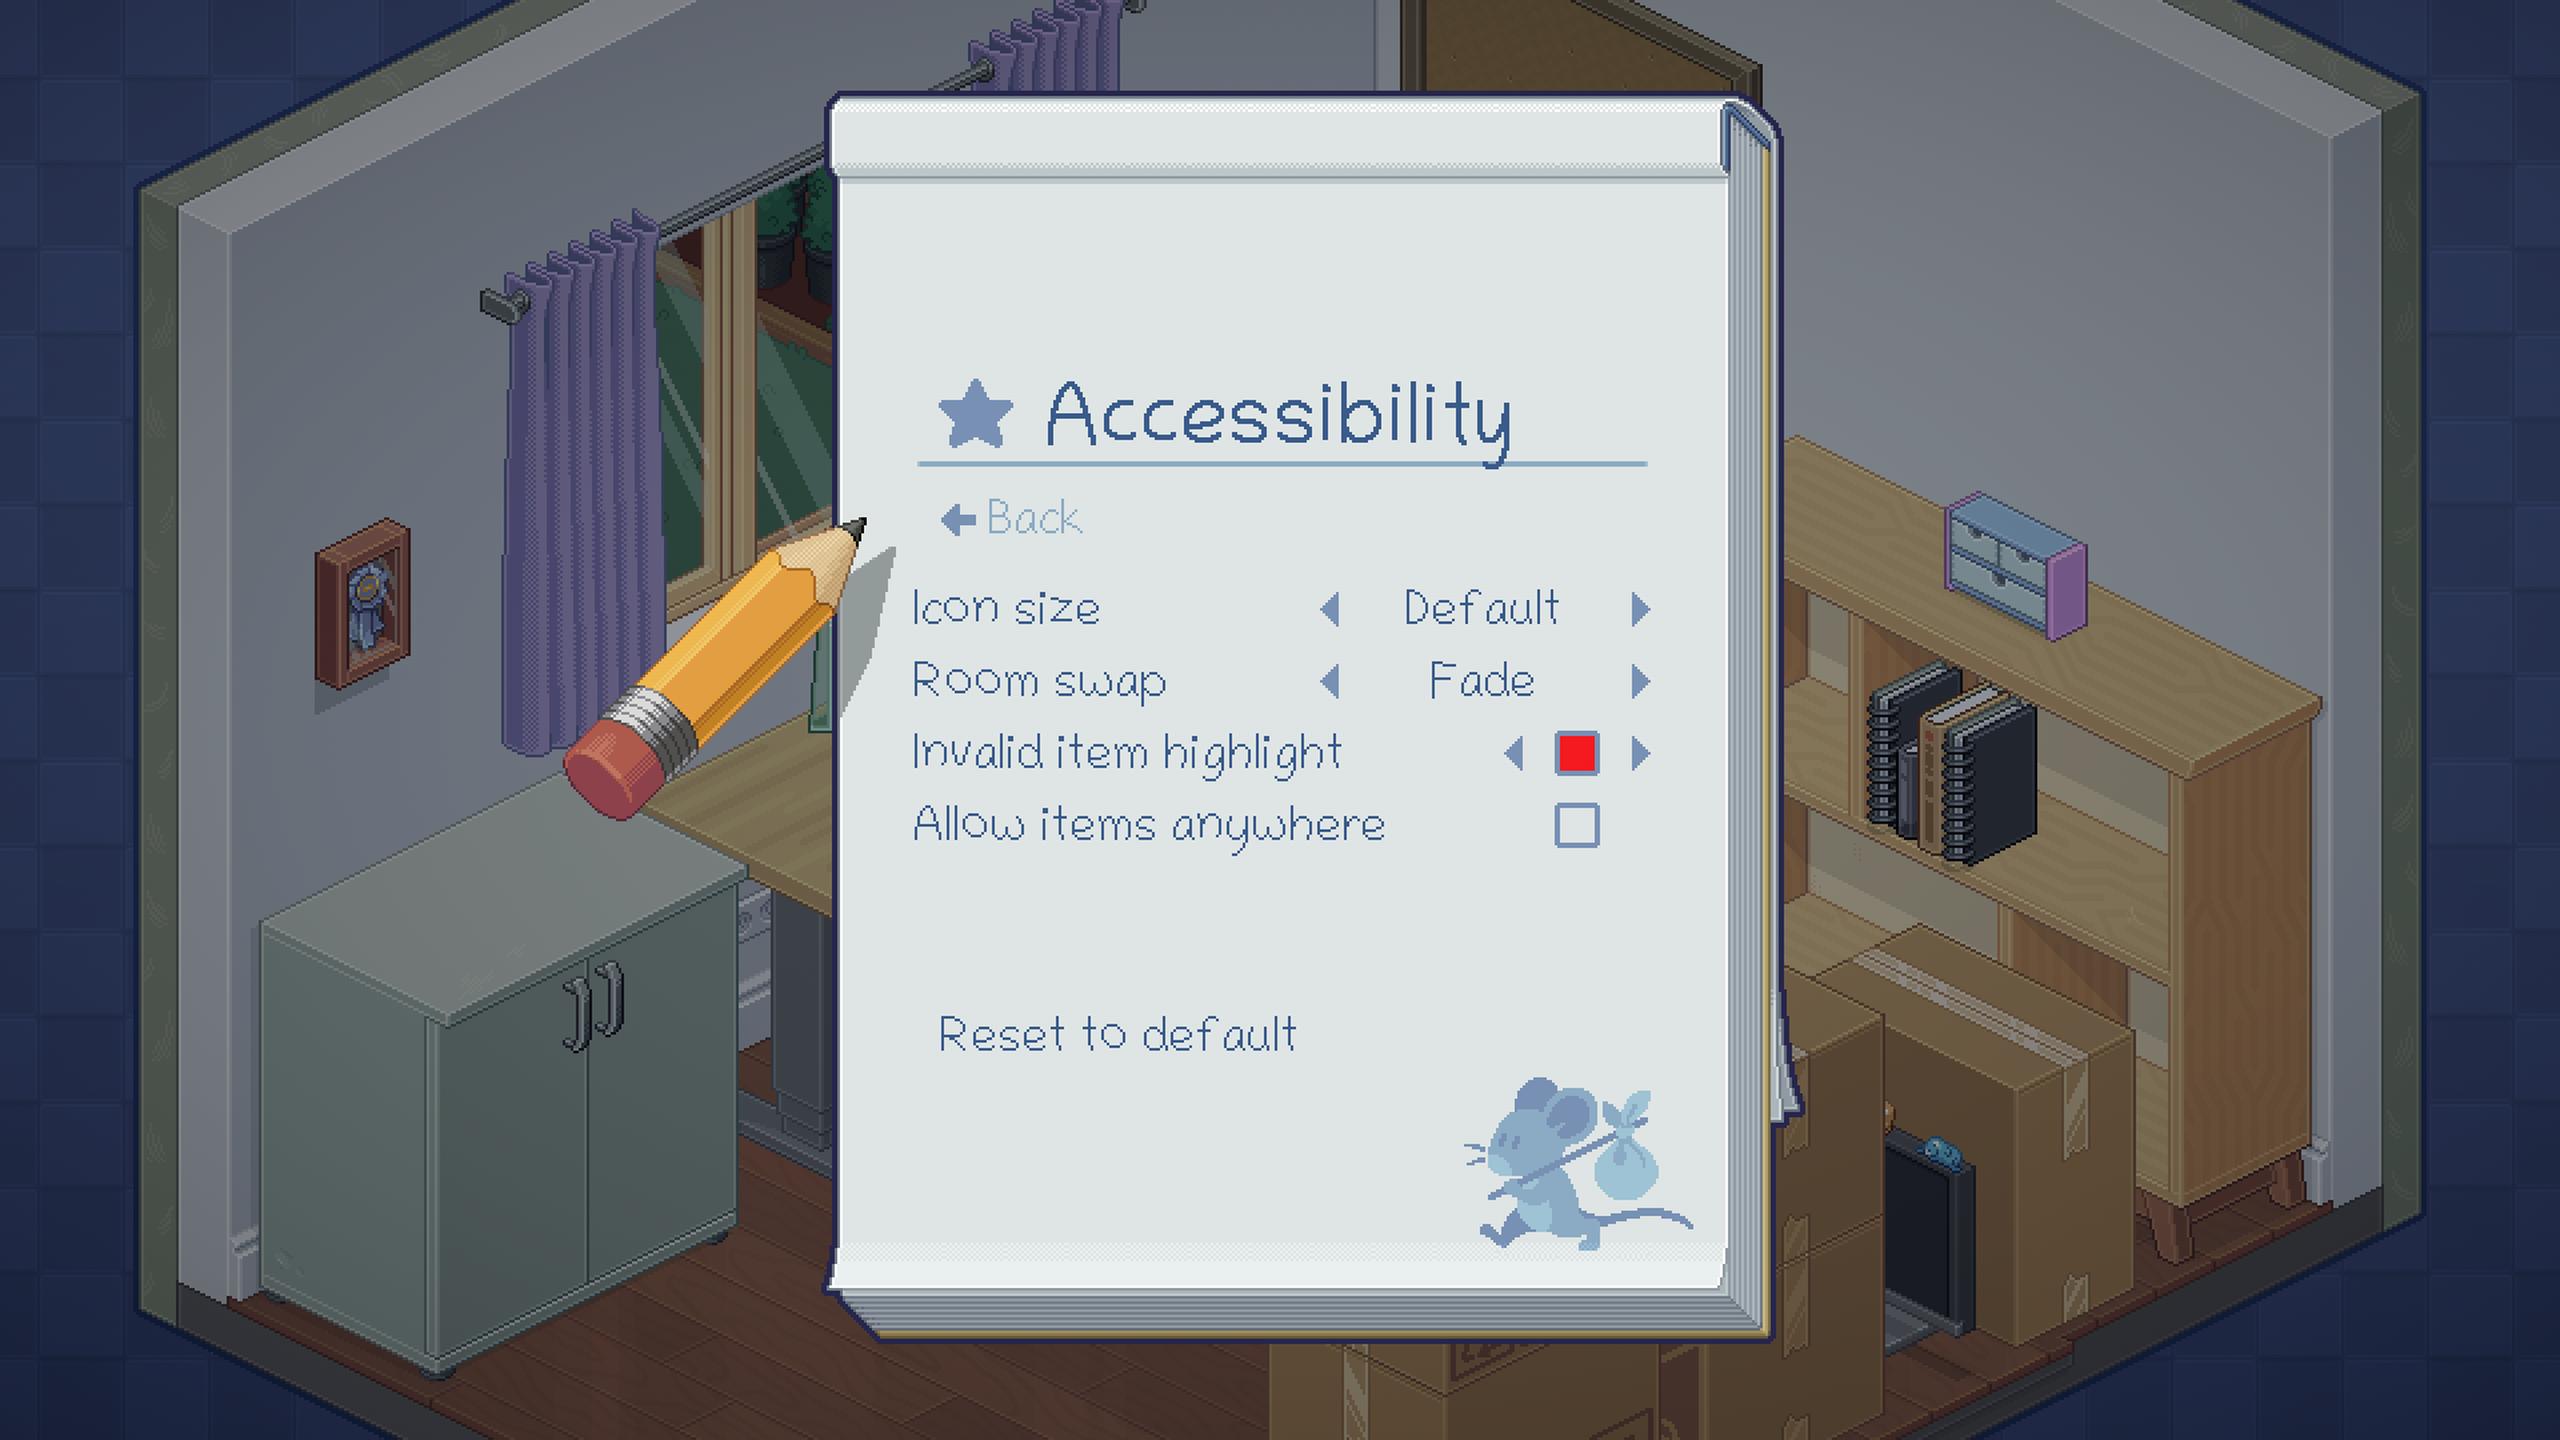 Accessibility
Back
Icon size Default
Room swap Fade
Invalid item highlight
Allow items anywhere
Reset to default